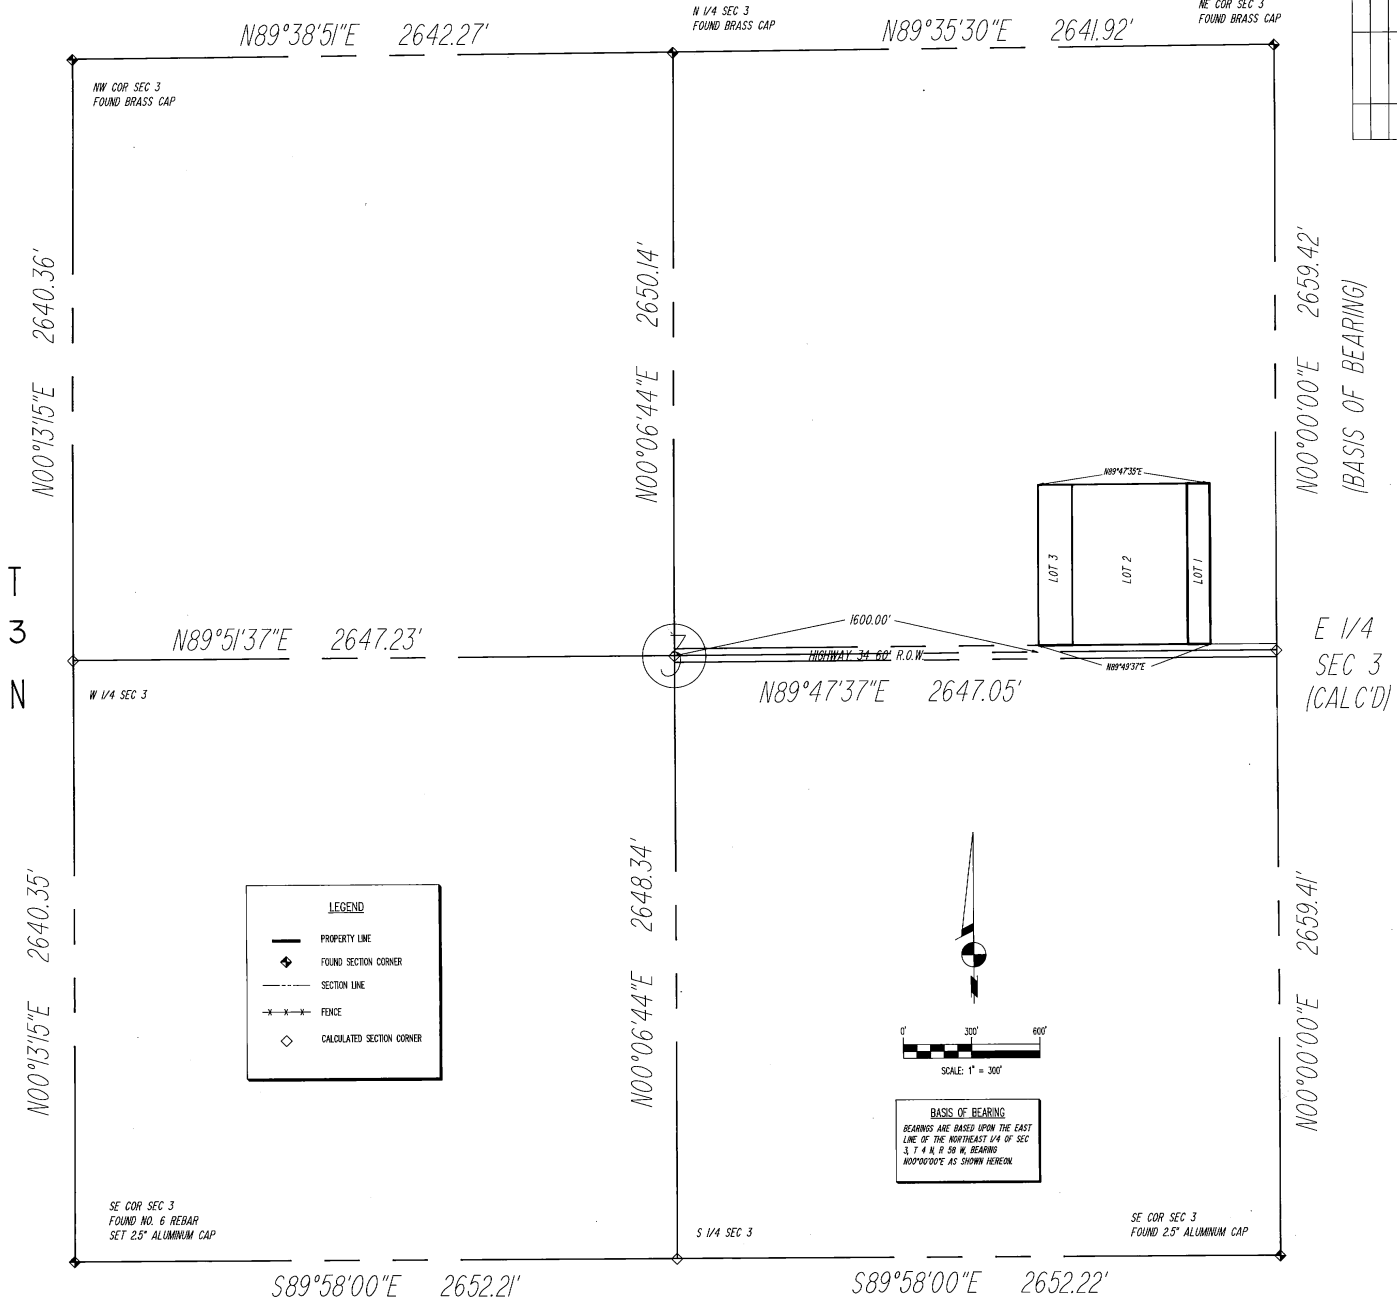 N 1/4 SEC 3
FOUND BRASS CAP
NE COR SEC 3
FOUND BRASS CAP
N89°38'51"E 2642.27'
N89°35'30"E 2641.92'
NW COR SEC 3
FOUND BRASS CAP
N00°13'15"E 2640.36'
N00°06'44"E 2650.14'
N00°00'00"E 2659.42'
(BASIS OF BEARING)
N89°47'35"E
LOT 3
LOT 2
LOT 1
T
3
N
N89°51'37"E 2647.23'
3
1600.00'
HIGHWAY 34 60' R.O.W.
N89°49'37"E
N89°47'37"E 2647.05'
E 1/4
SEC 3
(CALC'D)
W 1/4 SEC 3
N00°13'15"E 2640.35'
N00°06'44"E 2648.34'
N00°00'00"E 2659.41'
LEGEND
PROPERTY LINE
FOUND SECTION CORNER
SECTION LINE
FENCE
CALCULATED SECTION CORNER
N
0' 300' 600'
SCALE: 1" = 300'
BASIS OF BEARING
BEARINGS ARE BASED UPON THE EAST
LINE OF THE NORTHEAST 1/4 OF SEC
3, T 4 N, R 58 W, BEARING
N00°00'00"E AS SHOWN HEREON.
SE COR SEC 3
FOUND NO. 6 REBAR
SET 2.5" ALUMINUM CAP
S 1/4 SEC 3
SE COR SEC 3
FOUND 2.5" ALUMINUM CAP
S89°58'00"E 2652.21'
S89°58'00"E 2652.22'